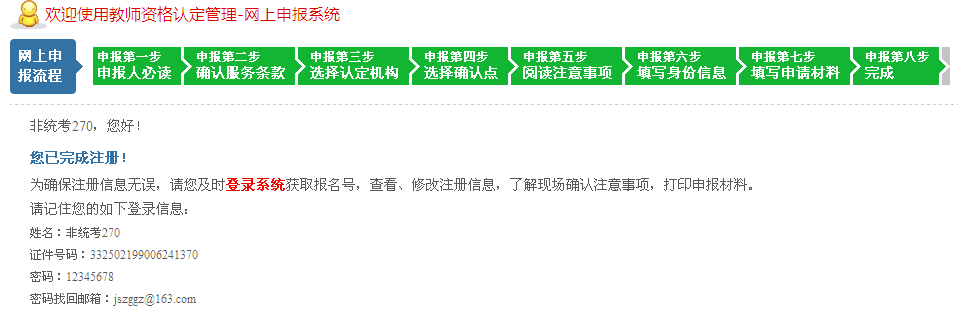 欢迎使用教师资格认定管理-网上申报系统
网上申
报流程
申报第一步
申报人必读
申报第二步
确认服务条款
申报第三步
选择认定机构
申报第四步
选择确认点
申报第五步
阅读注意事项
申报第六步
填写身份信息
申报第七步
填写申请材料
申报第八步
完成
非统考270，您好！
您已完成注册！
为确保注册信息无误，请您及时登录系统获取报名号，查看、修改注册信息，了解现场确认注意事项，打印申报材料。
请记住您的如下登录信息：
姓名：非统考270
证件号码：332502199006241370
密码：12345678
密码找回邮箱：jszggz@163.com